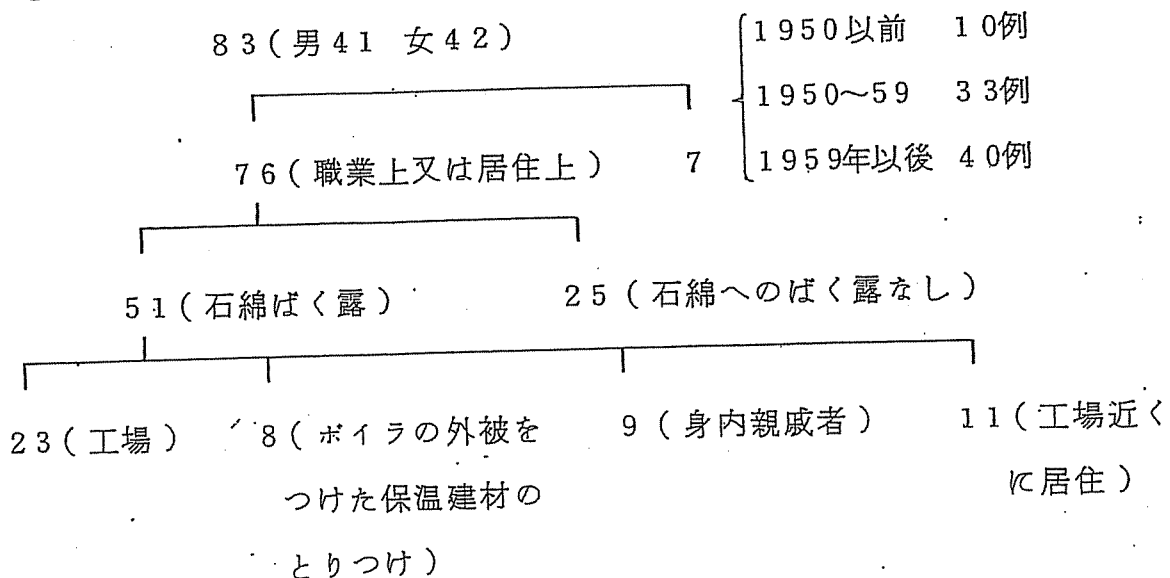 83(男41 女42)
1950以前 10例
1950~59 33例
1959年以後 40例
76(職業上又は居住上) 7
51(石綿ばく露) 25(石綿へのばく露なし)
23(工場) 8(ボイラの外被を 9(身内親戚者) 11(工場近く
つけた保温建材の に居住)
とりつけ)